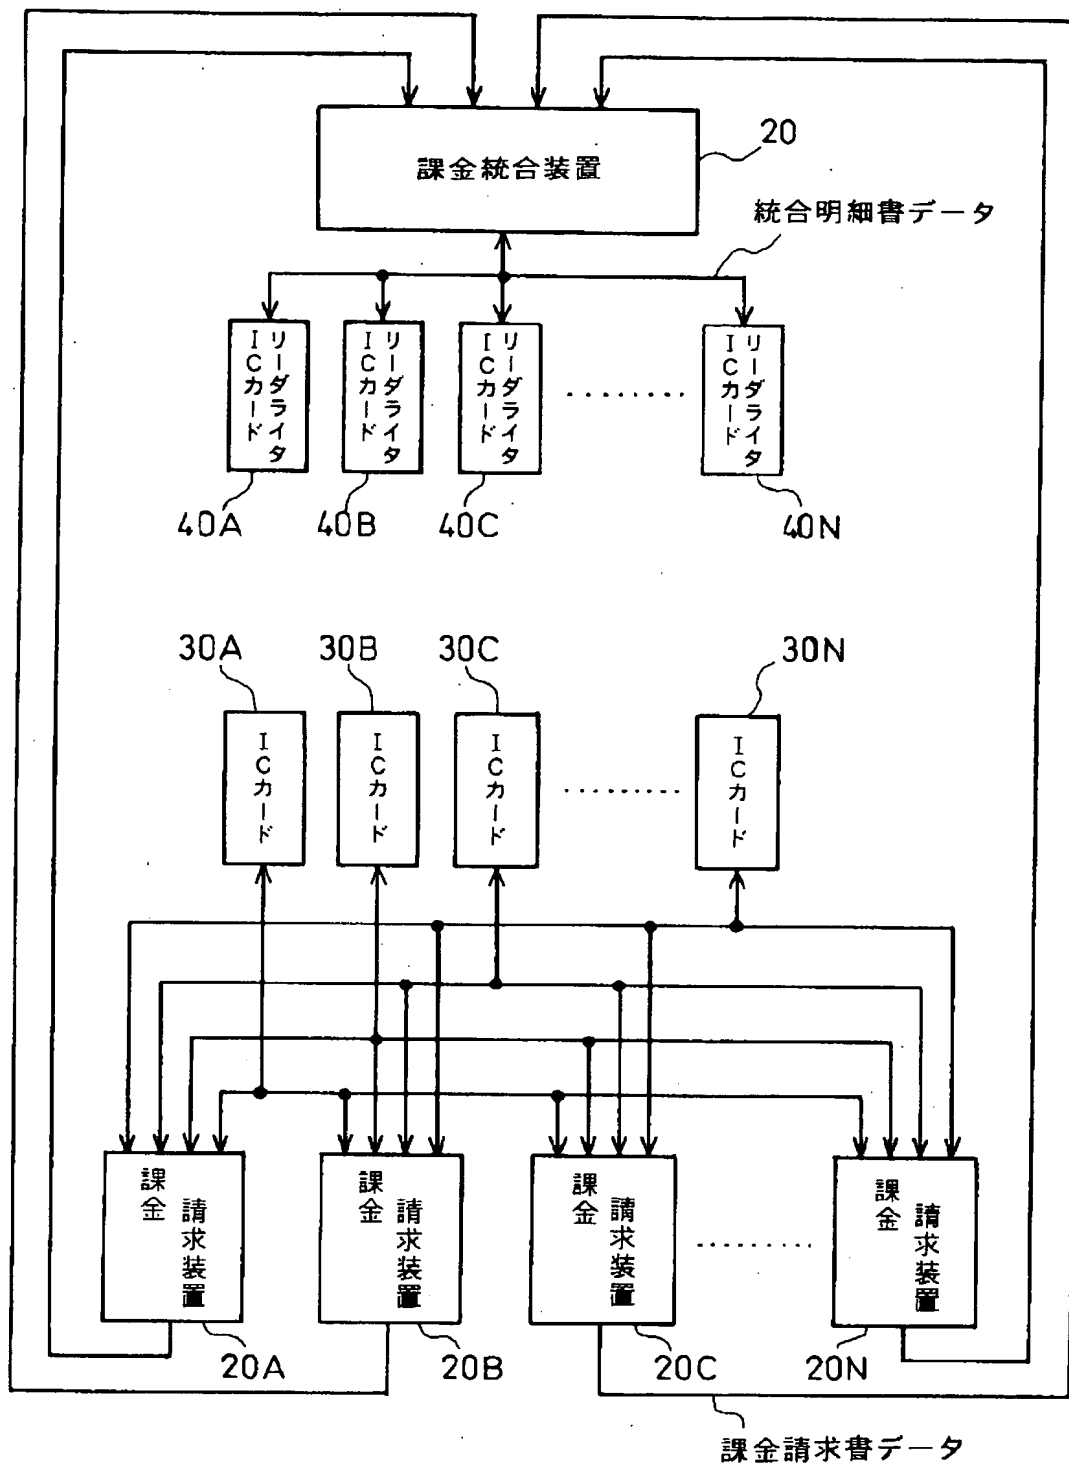 課金統合装置
20
統合明細書データ
ICカード
リーダライタ
ICカード
リーダライタ
ICカード
リーダライタ
ICカード
リーダライタ
40A
40B
40C
40N
30A
30B
30C
30N
ICカード
ICカード
ICカード
ICカード
課金
請求装置
課金
請求装置
課金
請求装置
課金
請求装置
20A
20B
20C
20N
課金請求書データ